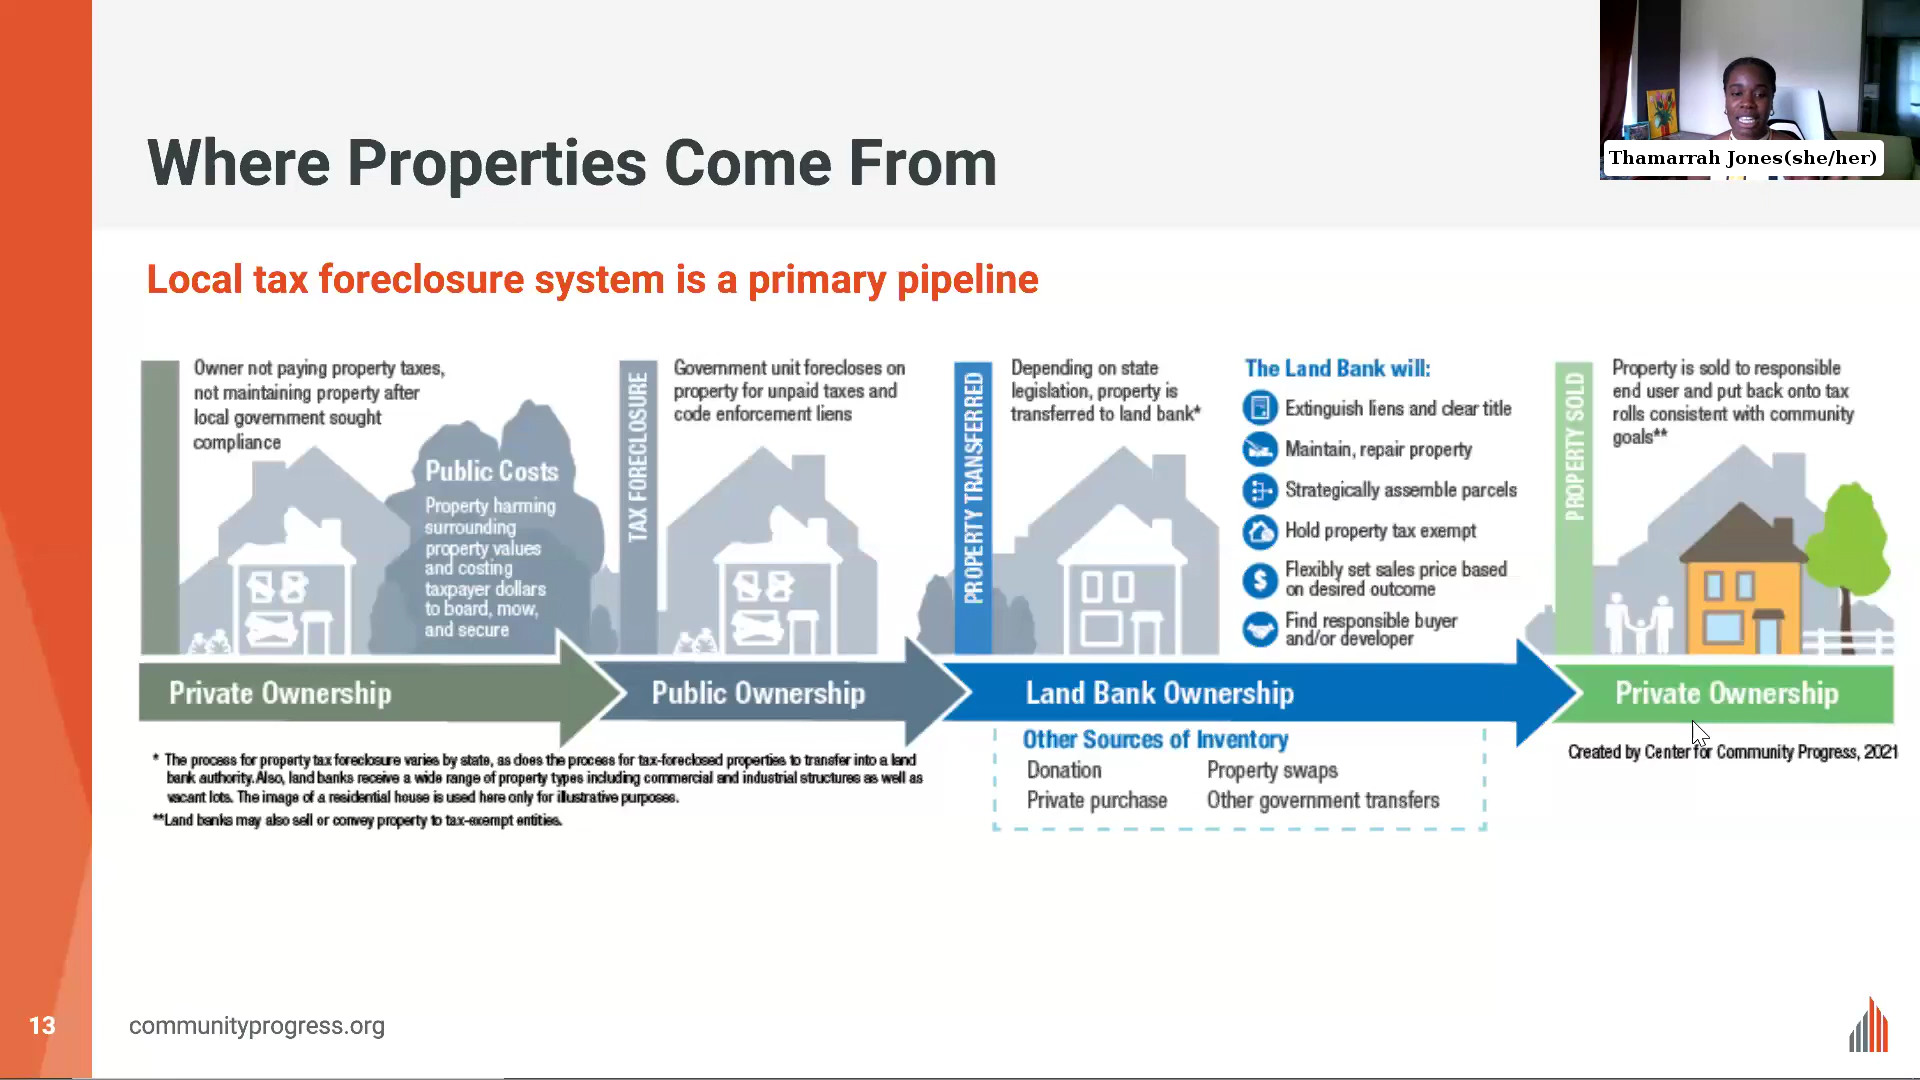 Thamarrah Jones(she/her)
Where Properties Come From
Local tax foreclosure system is a primary pipeline
Owner not paying property taxes,
not maintaining property after
local government sought
compliance
Public Costs
Property harming
surrounding
property values
and costing
taxpayer dollars
to board, mow,
and secure
TAX FORECLOSURE
Government unit forecloses on
property for unpaid taxes and
code enforcement liens
PROPERTY TRANSFERRED
Depending on state
legislation, property is
transferred to land bank*
The Land Bank will:
Extinguish liens and clear title
Maintain, repair property
Strategically assemble parcels
Hold property tax exempt
$
Flexibly set sales price based
on desired outcome
Find responsible buyer
and/or developer
PROPERTY SOLD
Property is sold to responsible
end user and put back onto tax
rolls consistent with community
goals**
Private Ownership
Public Ownership
Land Bank Ownership
Private Ownership
Other Sources of Inventory
Donation
Property swaps
Private purchase
Other government transfers
Created by Center for Community Progress, 2021
* The process for property tax foreclosure varies by state, as does the process for tax-foreclosed properties to transfer into a land
bank authority. Also, land banks receive a wide range of property types including commercial and industrial structures as well as
vacant lots. The image of a residential house is used here only for illustrative purposes.
**Land banks may also sell or convey property to tax-exempt entities.
13
communityprogress.org